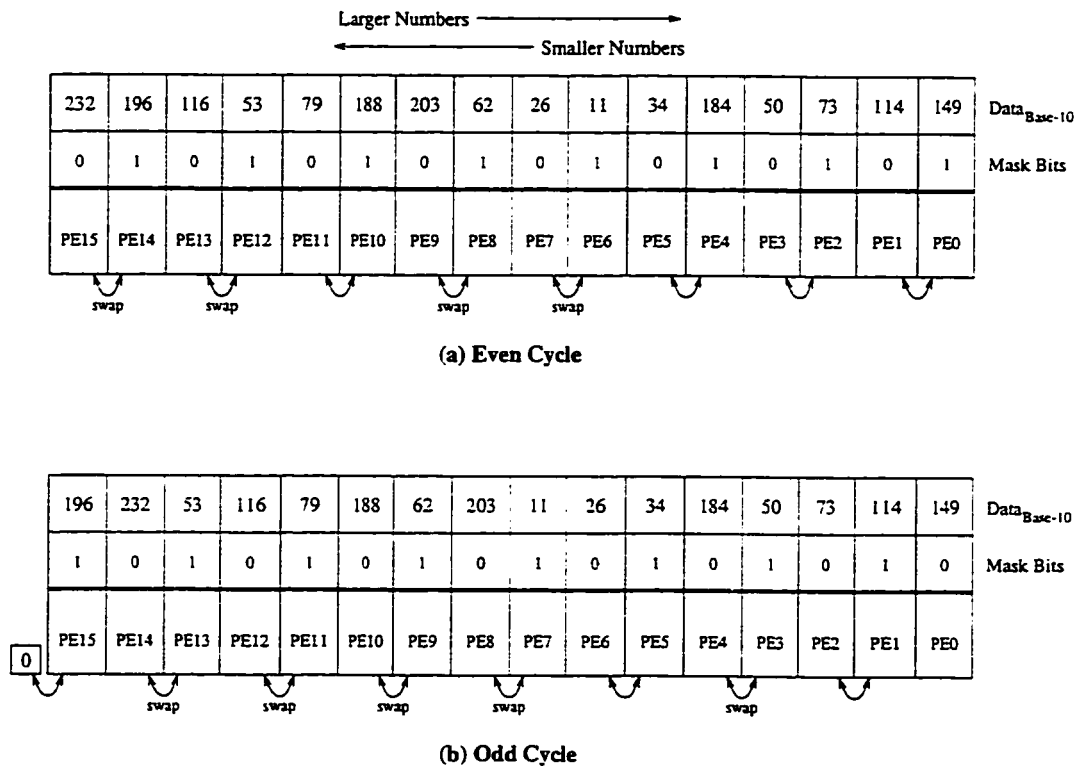 Larger Numbers
Smaller Numbers
232 196 116 53 79 188 203 62 26 11 34 184 50 73 114 149 Data Base-10
0 1 0 1 0 1 0 1 0 1 0 1 0 1 0 1 Mask Bits
PE15 PE14 PE13 PE12 PE11 PE10 PE9 PE8 PE7 PE6 PE5 PE4 PE3 PE2 PE1 PE0
swap swap swap swap
(a) Even Cycle
196 232 53 116 79 188 62 203 11 26 34 184 50 73 114 149 Data Base-10
1 0 1 0 1 0 1 0 1 0 1 0 1 0 1 0 Mask Bits
0 PE15 PE14 PE13 PE12 PE11 PE10 PE9 PE8 PE7 PE6 PE5 PE4 PE3 PE2 PE1 PE0
swap swap swap swap swap
(b) Odd Cycle